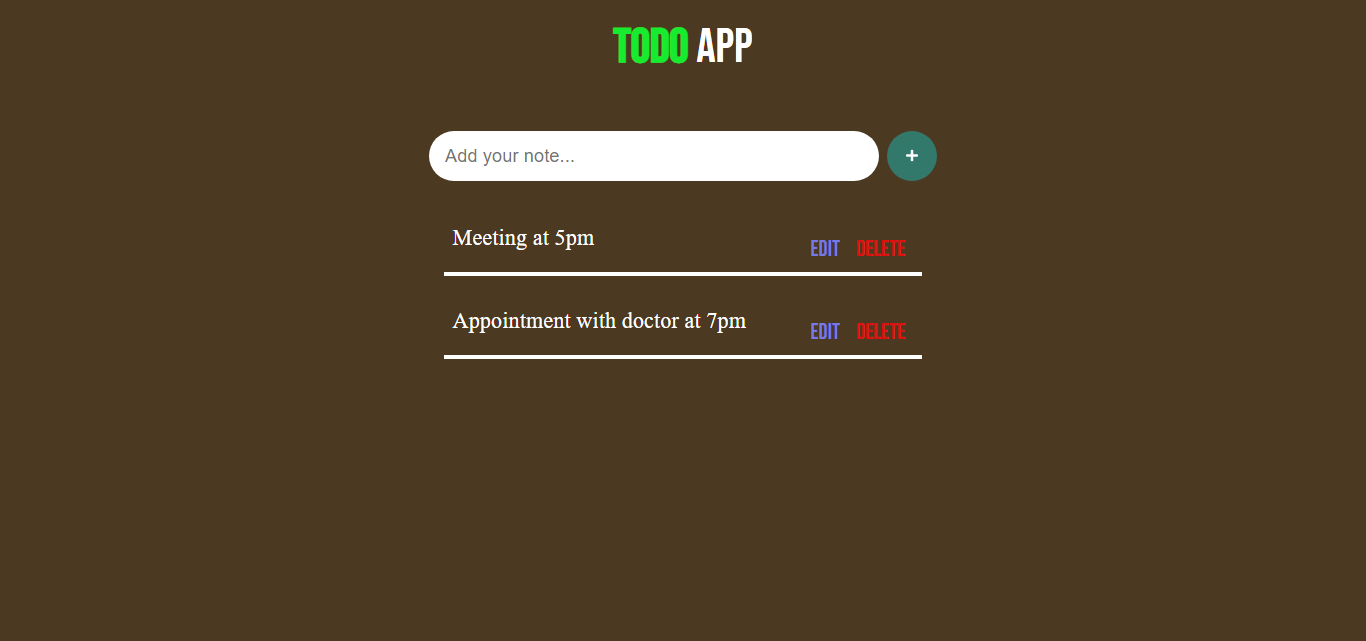 TODO APP
Add your note...
+
Meeting at 5pm
EDIT DELETE
Appointment with doctor at 7pm
EDIT DELETE